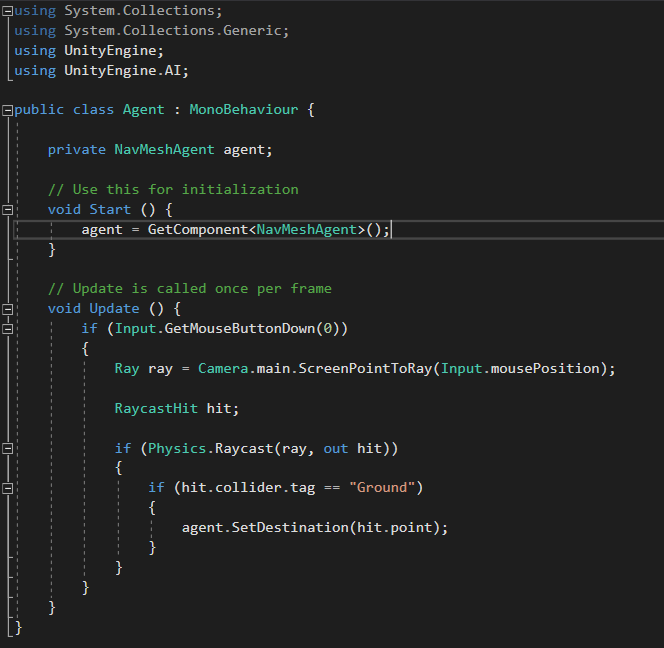 using System.Collections;
using System.Collections.Generic;
using UnityEngine;
using UnityEngine.AI;
public class Agent : MonoBehaviour {
private NavMeshAgent agent;
// Use this for initialization
void Start () {
agent = GetComponent<NavMeshAgent>();
}
// Update is called once per frame
void Update () {
if (Input.GetMouseButtonDown(0))
{
Ray ray = Camera.main.ScreenPointToRay(Input.mousePosition);
RaycastHit hit;
if (Physics.Raycast(ray, out hit))
{
if (hit.collider.tag == "Ground")
{
agent.SetDestination(hit.point);
}
}
}
}
}